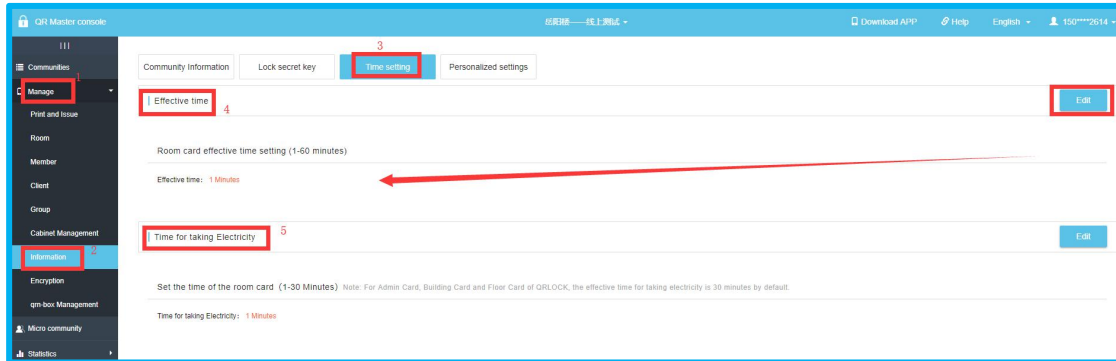 QR Master console
线上测试
Download APP
Help
English
150****2614
Communities
1
Manage
Print and Issue
Room
Member
Client
Group
Cabinet Management
Information
2
Encryption
qm-box Management
Micro community
Statistics
3
Community Information
Lock secret key
Time setting
Personalized settings
Effective time
4
Edit
Room card effective time setting (1-60 minutes)
Effective time: 1 Minutes
Time for taking Electricity
5
Edit
Set the time of the room card (1-30 Minutes) Note: For Admin Card, Building Card and Floor Card of QRLOCK, the effective time for taking electricity is 30 minutes by default.
Time for taking Electricity: 1 Minutes